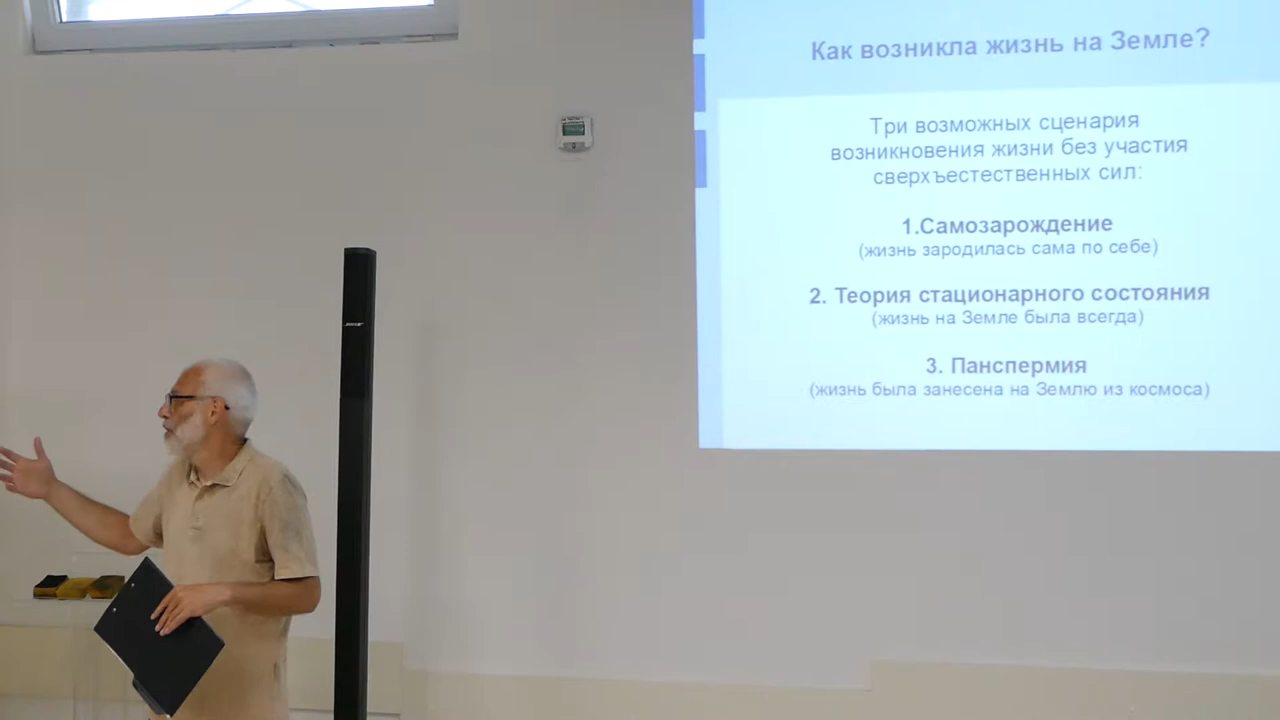 Как возникла жизнь на Земле?
Три возможных сценария
возникновения жизни без участия
сверхъестественных сил:
1.Самозарождение
(жизнь зародилась сама по себе)
2. Теория стационарного состояния
(жизнь на Земле была всегда)
3. Панспермия
(жизнь была занесена на Землю из космоса)
BOSE